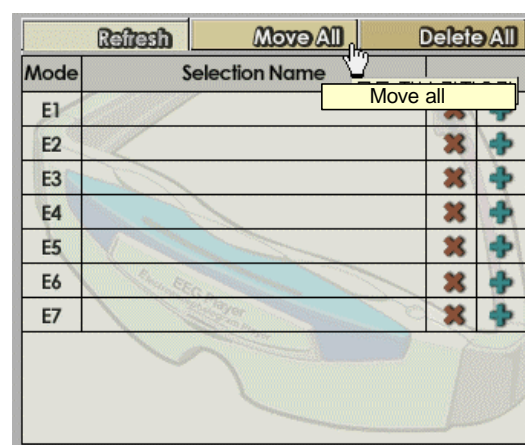 Refresh Move All Delete All
Mode Selection Name
Move all
E1
E2
E3
E4
E5
E6
E7
EEG Player